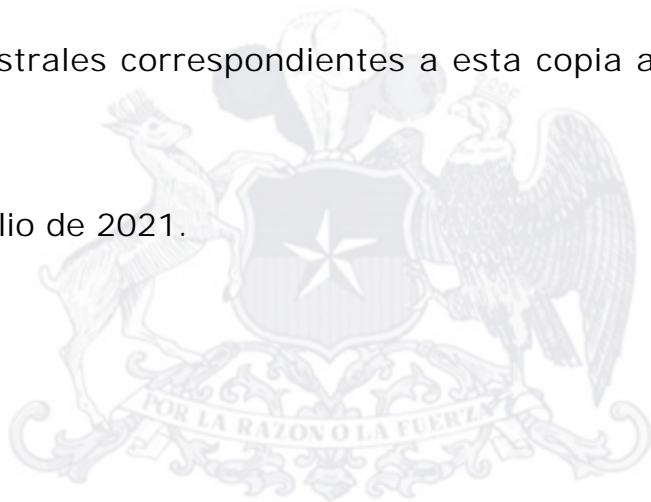 strales correspondientes a esta copia a
lio de 2021.
POR LA RAZON O LA FUERZA